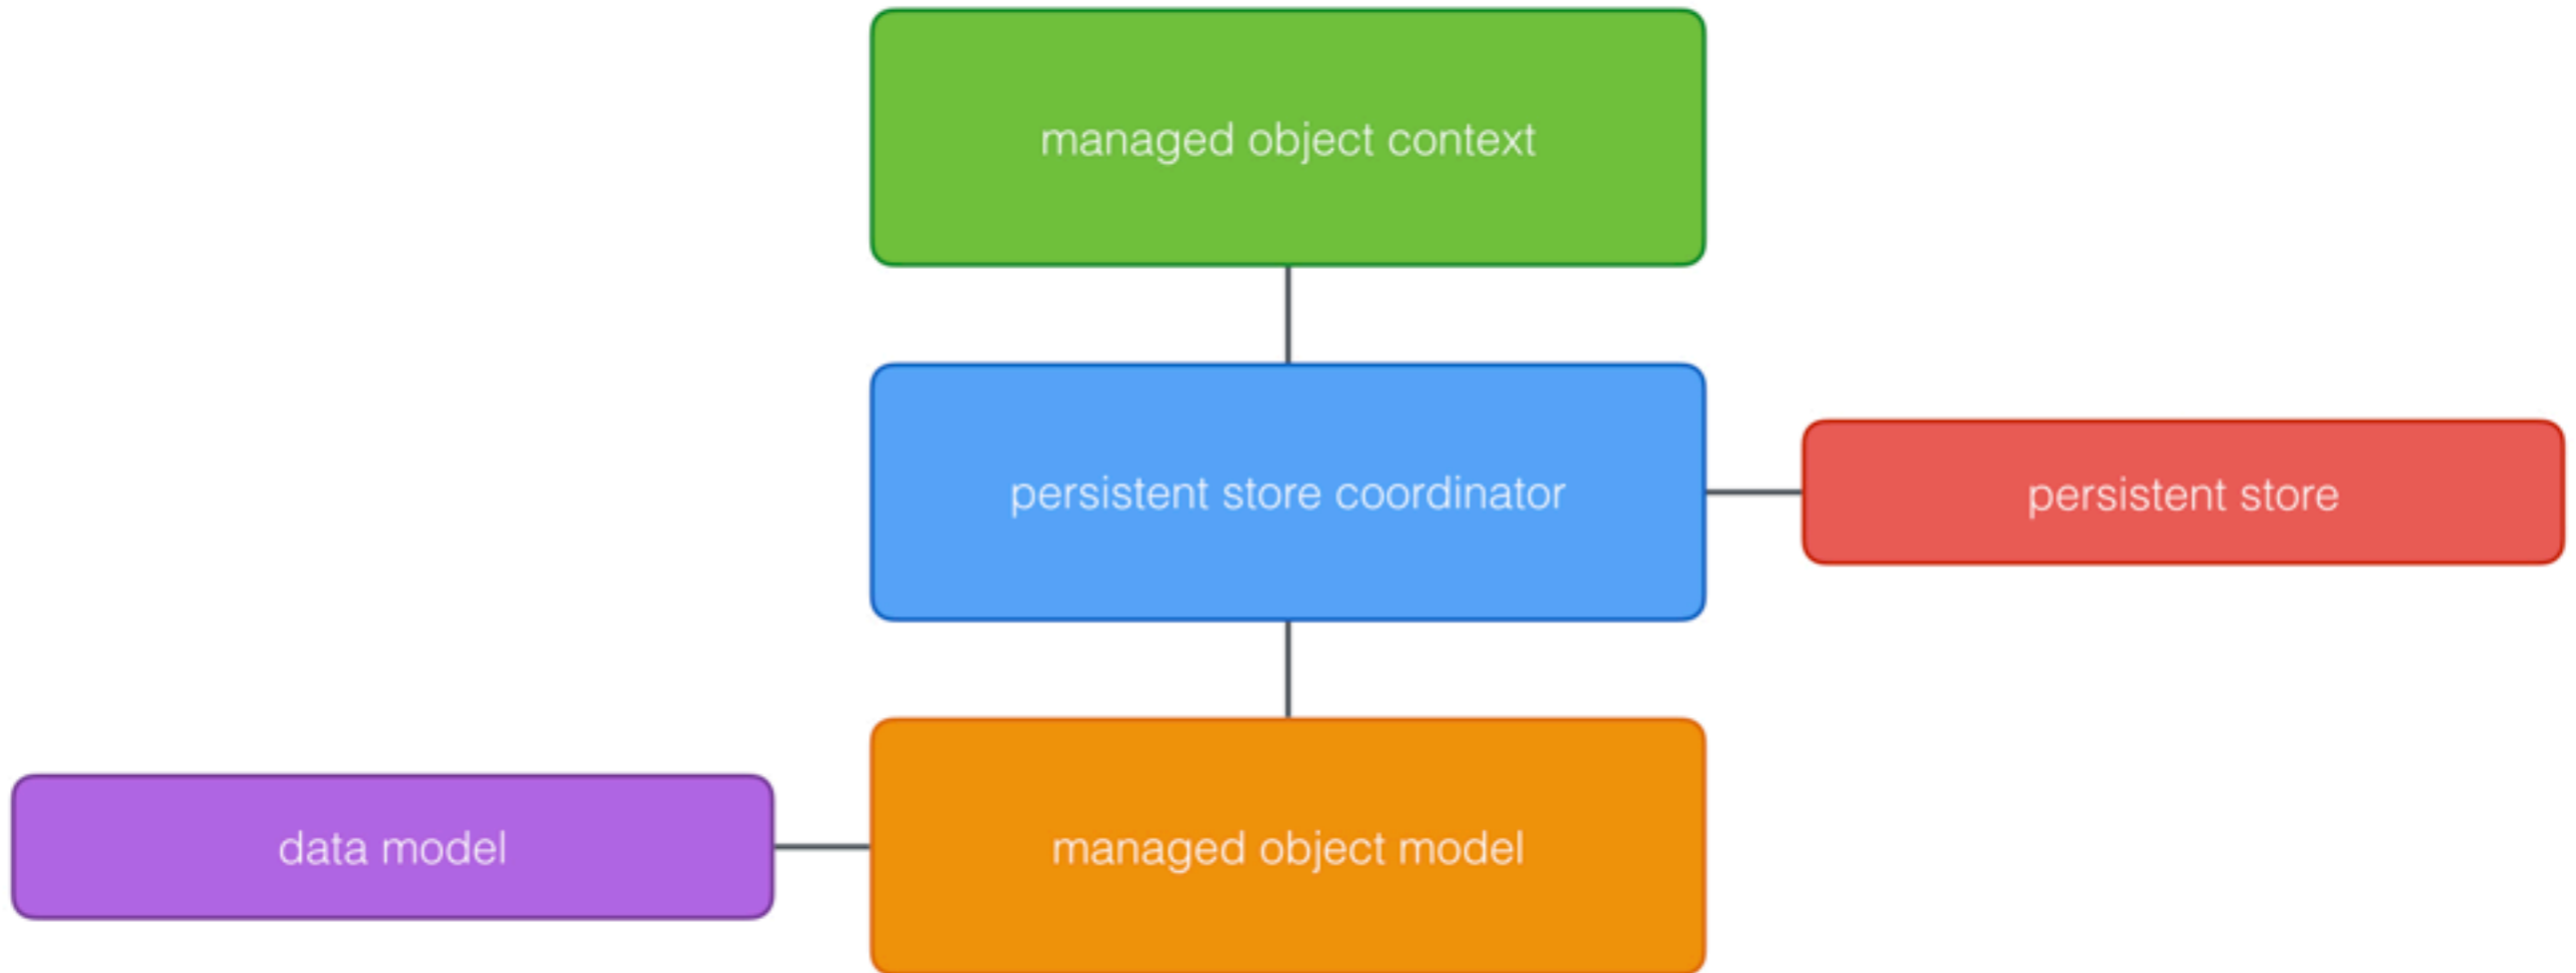 managed object context
persistent store coordinator
persistent store
data model
managed object model